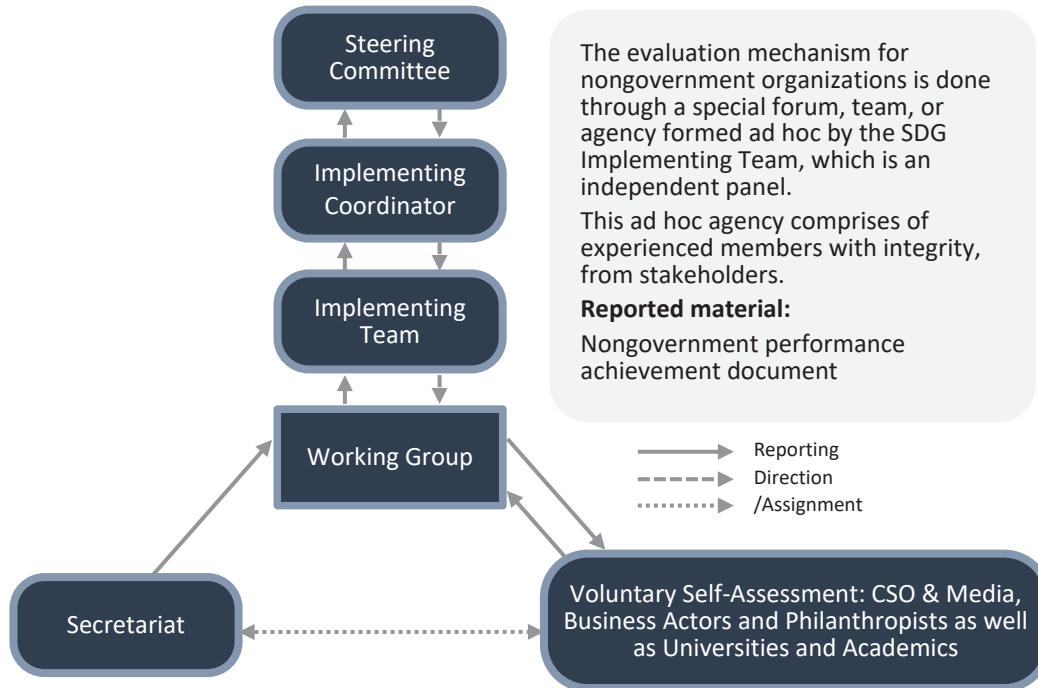 Steering
Committee
Implementing
Coordinator
Implementing
Team
Working Group
Secretariat
Voluntary Self-Assessment: CSO & Media,
Business Actors and Philanthropists as well
as Universities and Academics
The evaluation mechanism for
nongovernment organizations is done
through a special forum, team, or
agency formed ad hoc by the SDG
Implementing Team, which is an
independent panel.
This ad hoc agency comprises of
experienced members with integrity,
from stakeholders.
Reported material:
Nongovernment performance
achievement document
Reporting
Direction
/Assignment